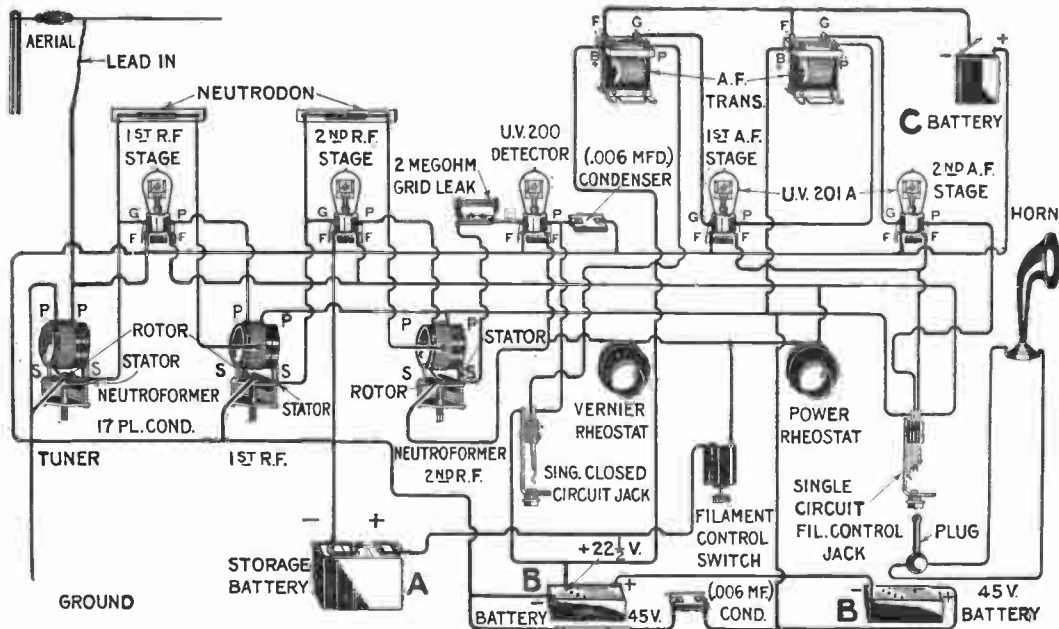 AERIAL
LEAD IN
NEUTRODON
1ST R.F.
STAGE
2ND R.F.
STAGE
2 MEGOHM
GRID LEAK
U.V. 200
DETECTOR
(.006 MFD.)
CONDENSER
F G
B P
+
A.F.
TRANS.
F G
B P
+
- +
C BATTERY
1ST A.F.
STAGE
U.V. 201A
2ND A.F.
STAGE
HORN
G P
F F
G P
F F
P
F F
G P
F F
G P
F F
P P
S S
ROTOR
STATOR
NEUTROFORMER
17 PL. COND.
TUNER
P
S S
STATOR
1ST R.F.
P
S S
STATOR
ROTOR
NEUTROFORMER
2ND R.F.
VERNIER
RHEOSTAT
POWER
RHEOSTAT
SING. CLOSED
CIRCUIT JACK
FILAMENT
CONTROL
SWITCH
SINGLE
CIRCUIT
FIL. CONTROL
JACK
PLUG
- +
STORAGE
BATTERY
A
GROUND
+22½ V.
B +
BATTERY - 45V.
(.006 MF.)
COND.
B - +
45 V.
BATTERY